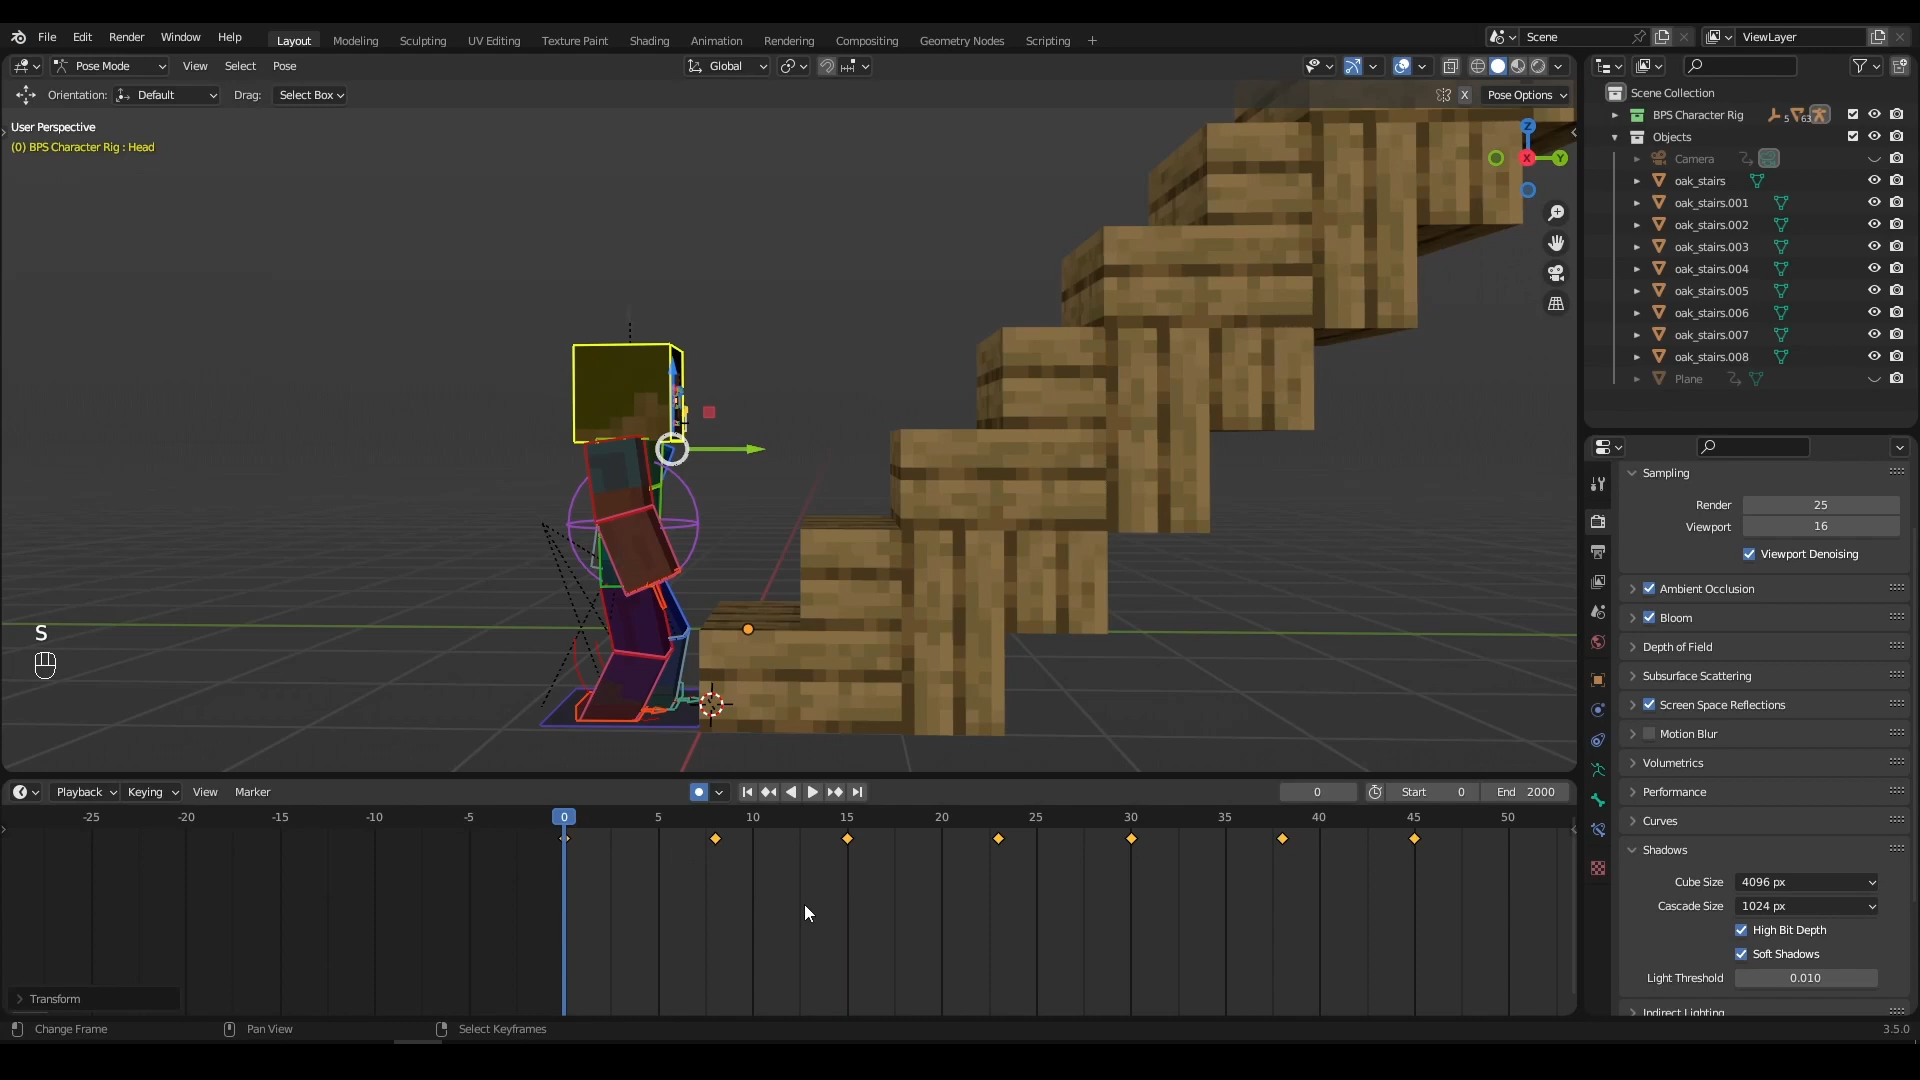 File Edit Render Window Help Layout Modeling Sculpting UV Editing Texture Paint Shading Animation Rendering Compositing Geometry Nodes Scripting + Scene ViewLayer
Pose Mode View Select Pose Global
Orientation: Default Drag: Select Box X Pose Options
User Perspective
(0) BPS Character Rig : Head
Z
X
Y
Scene Collection
BPS Character Rig 5 63
Objects
Camera
oak_stairs
oak_stairs.001
oak_stairs.002
oak_stairs.003
oak_stairs.004
oak_stairs.005
oak_stairs.006
oak_stairs.007
oak_stairs.008
Plane
Sampling
Render 25
Viewport 16
Viewport Denoising
Ambient Occlusion
Bloom
Depth of Field
Subsurface Scattering
Screen Space Reflections
Motion Blur
Volumetrics
Performance
Curves
Shadows
Cube Size 4096 px
Cascade Size 1024 px
High Bit Depth
Soft Shadows
Light Threshold 0.010
Indirect Lighting
S
Playback Keying View Marker 0 Start 0 End 2000
-25 -20 -15 -10 -5 0 5 10 15 20 25 30 35 40 45 50
Transform
Change Frame Pan View Select Keyframes 3.5.0